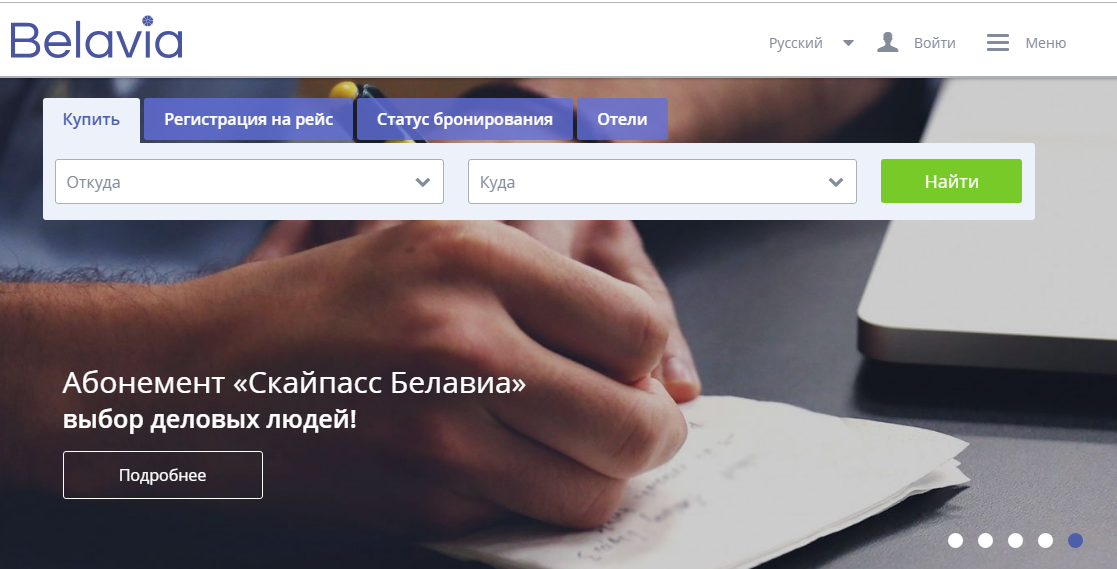 Belavia
Русский
Войти
Меню
Купить
Регистрация на рейс
Статус бронирования
Отели
Откуда
Куда
Найти
Абонемент «Скайпасс Белавиа»
выбор деловых людей!
Подробнее